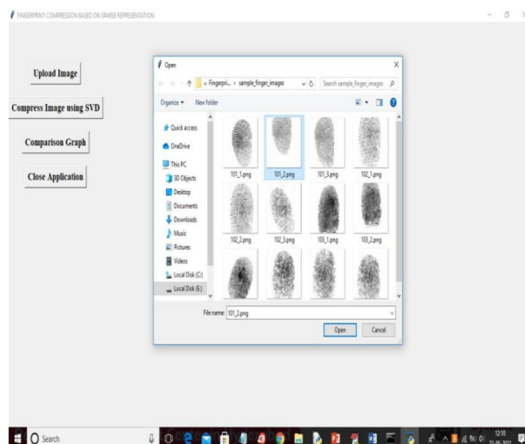 FINGERPRINT COMPRESSION BASED ON SPARSE REPRESENTATION
Upload Image
Compress Image using SVD
Comparison Graph
Close Application
Open
« Fingerpri... › sample_finger_images
Search sample_finger_images
Organize
New folder
Quick access
OneDrive
This PC
3D Objects
Desktop
Documents
Downloads
Music
Pictures
Videos
Local Disk (C:)
Local Disk (E:)
101_1.png
101_2.png
101_3.png
102_1.png
102_2.png
102_3.png
103_1.png
103_2.png
File name:
101_2.png
Open
Cancel
Search
12:10